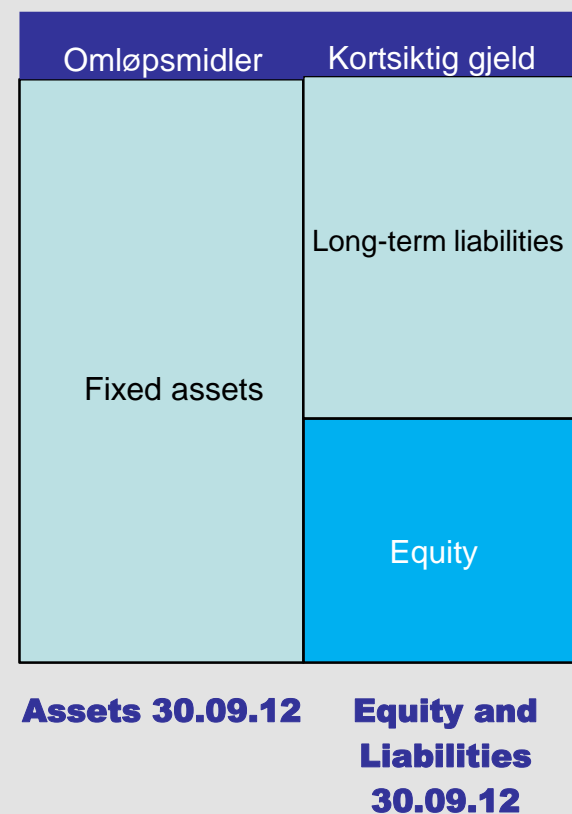 Omløpsmidler
Kortsiktig gjeld
Long-term liabilities
Fixed assets
Equity
Assets 30.09.12
Equity and
Liabilities
30.09.12